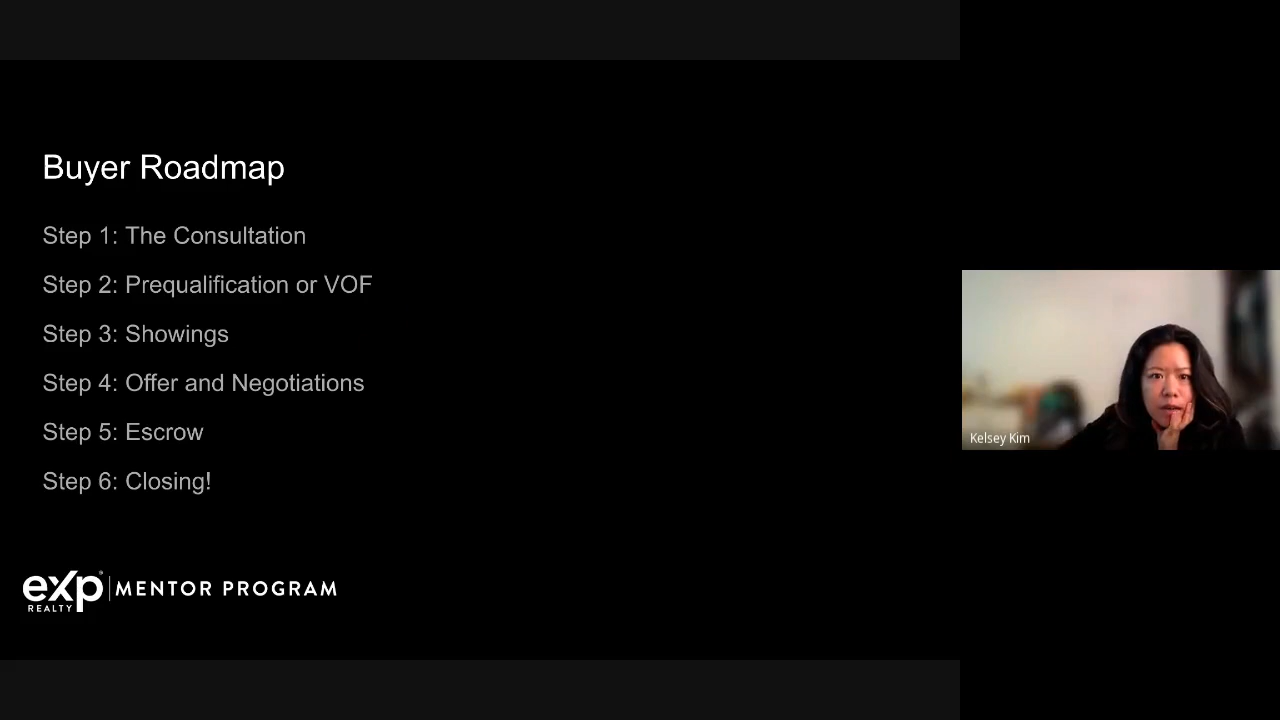 Buyer Roadmap
Step 1: The Consultation
Step 2: Prequalification or VOF
Step 3: Showings
Step 4: Offer and Negotiations
Step 5: Escrow
Step 6: Closing!
Kelsey Kim
eXp REALTY | MENTOR PROGRAM